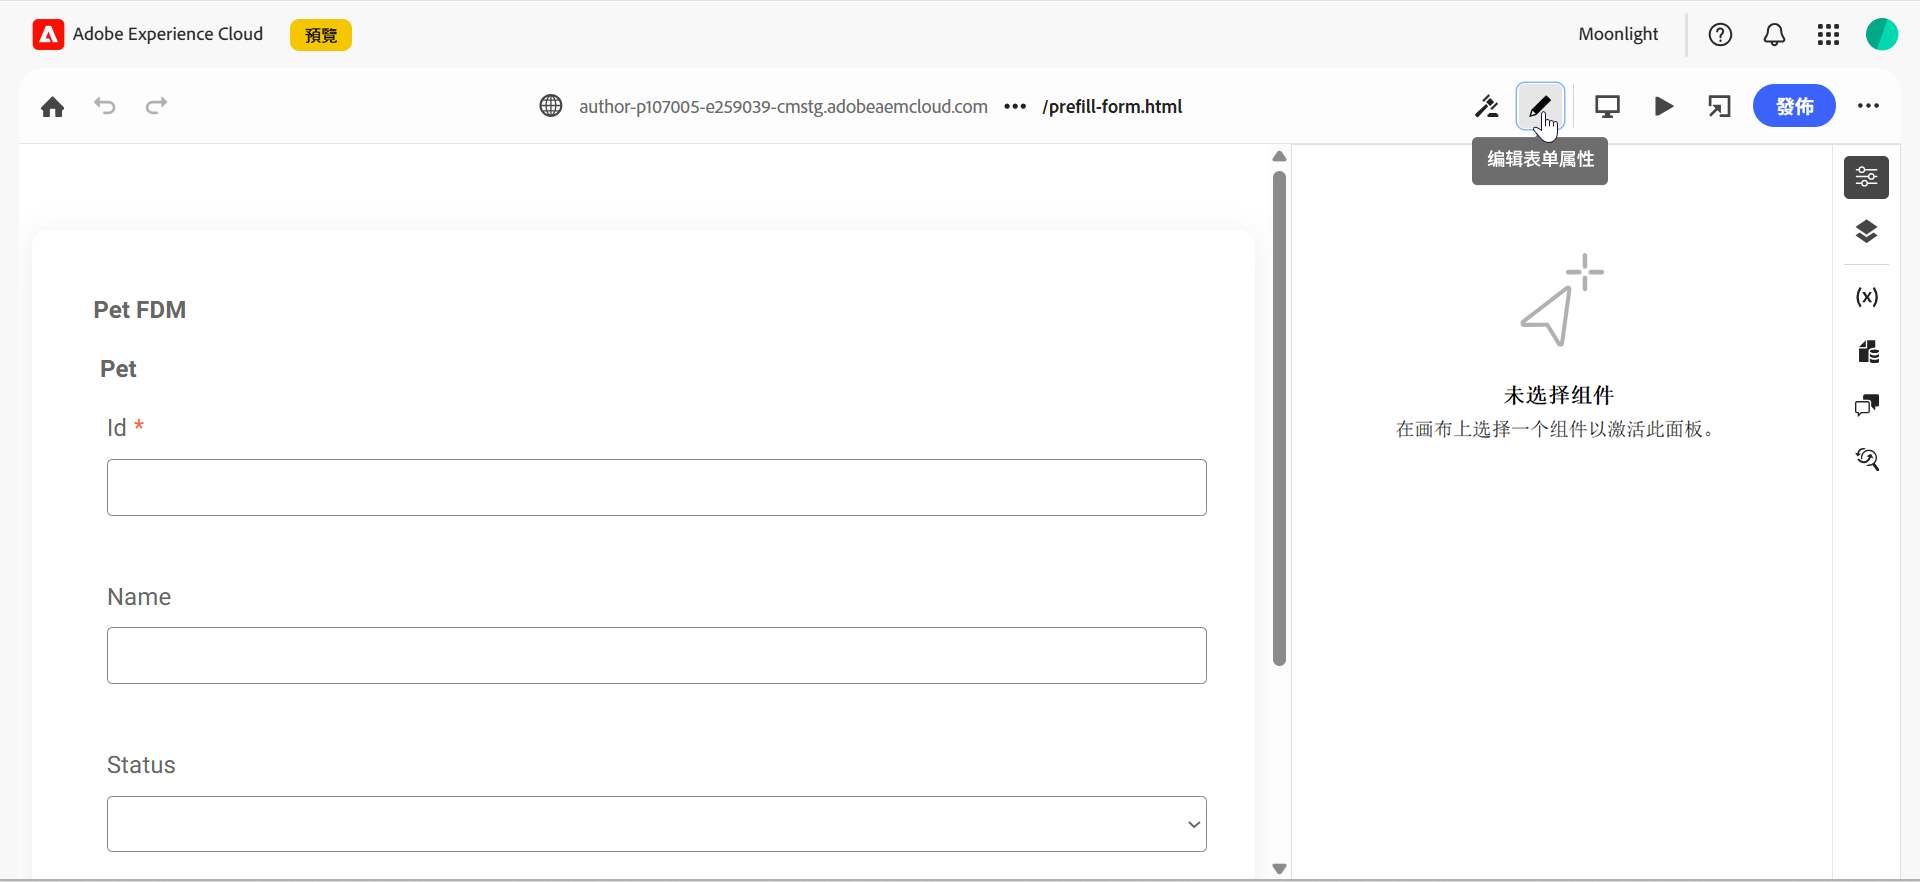 Adobe Experience Cloud
預覽
Moonlight
author-p107005-e259039-cmstg.adobeaemcloud.com ••• /prefill-form.html
發佈
编辑表单属性
Pet FDM
Pet
Id *
Name
Status
未选择组件
在画布上选择一个组件以激活此面板。
(x)